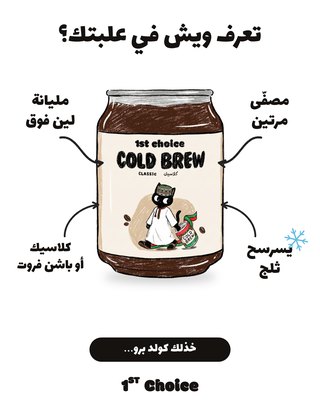 تعرف ويش في علبتك؟
مليانة
لين فوق
مصفّى
مرتين
1st choice
COLD BREW
CLASSIC كلاسيك
كلاسيك
أو باشن فروت
يسرسح
ثلج
خذلك كولد برو...
1ST Choice